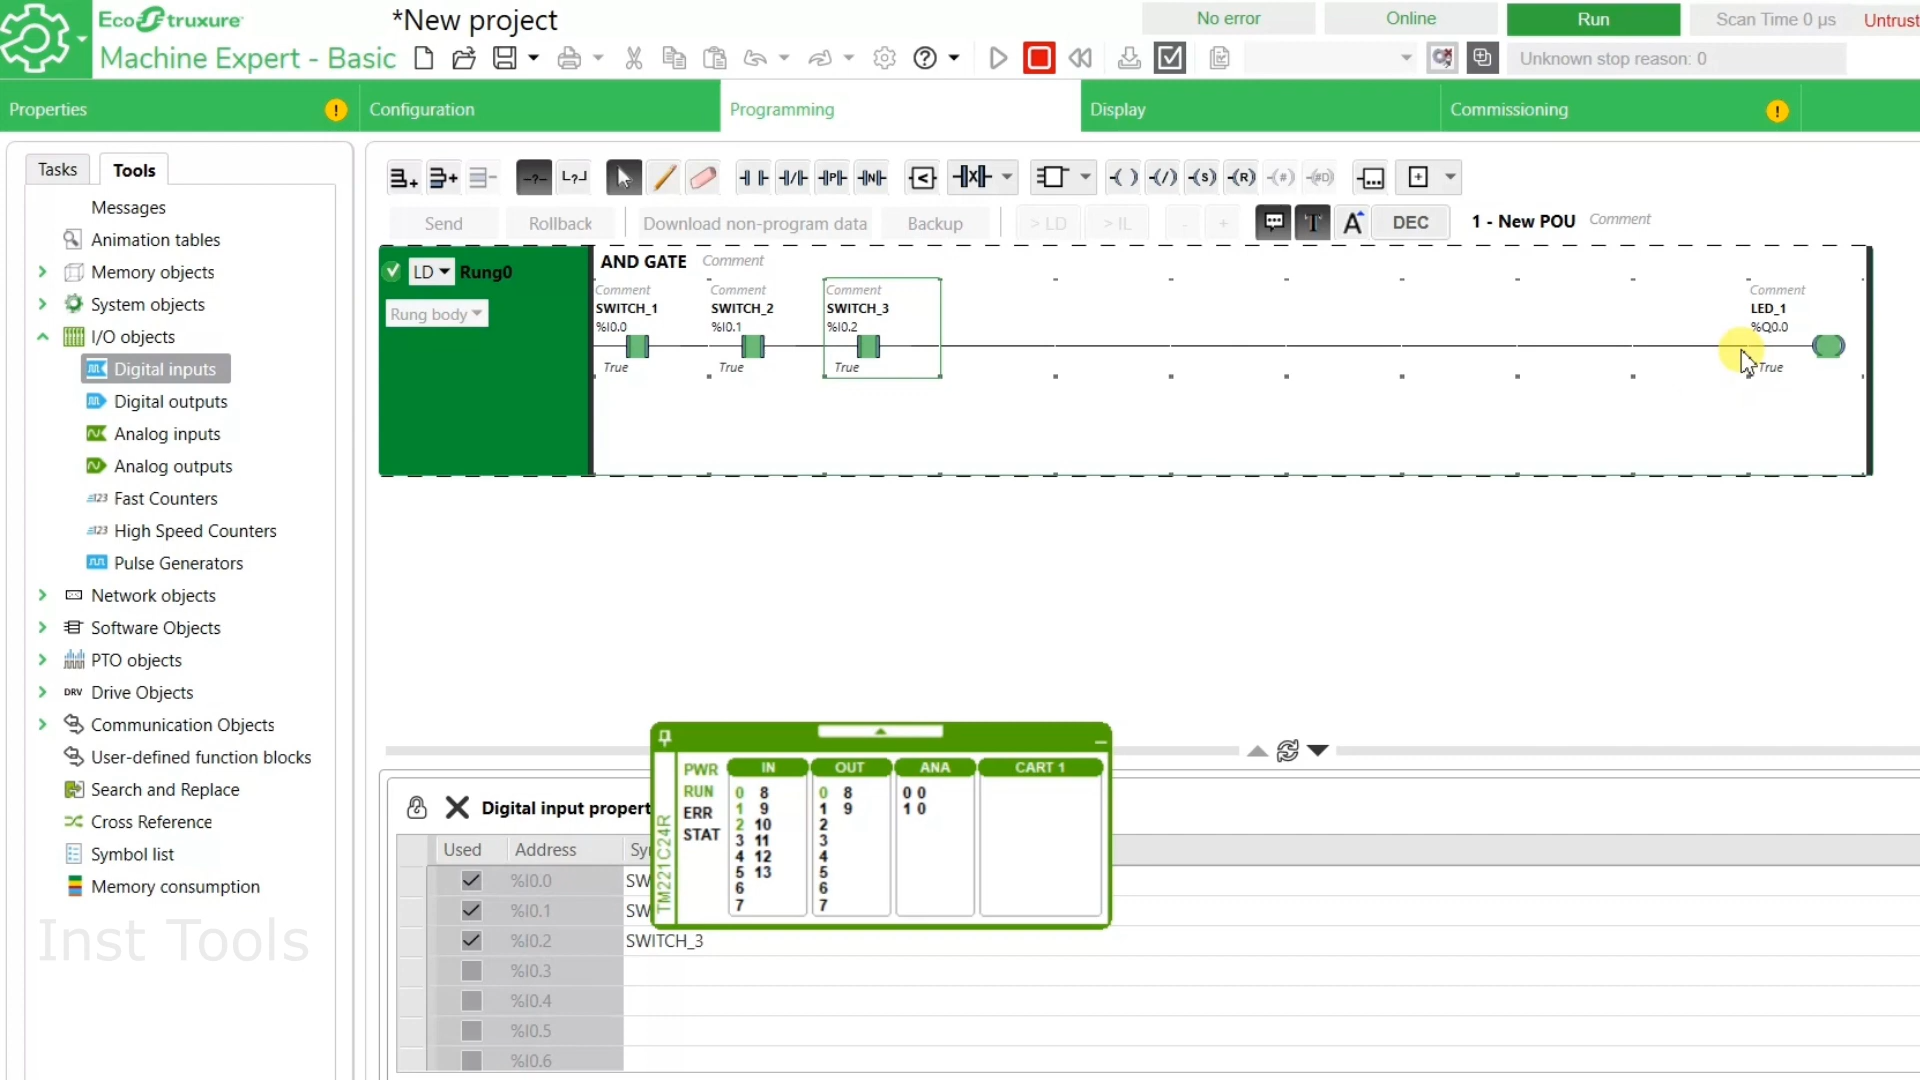 EcoStruxure
Machine Expert - Basic
*New project
No error
Online
Run
Scan Time 0 µs
Untrust
Unknown stop reason: 0
Properties
Configuration
Programming
Display
Commissioning
Tasks
Tools
Messages
Animation tables
Memory objects
System objects
I/O objects
Digital inputs
Digital outputs
Analog inputs
Analog outputs
Fast Counters
High Speed Counters
Pulse Generators
Network objects
Software Objects
PTO objects
DRV Drive Objects
Communication Objects
User-defined function blocks
Search and Replace
Cross Reference
Symbol list
Memory consumption
Inst Tools
Send
Rollback
Download non-program data
Backup
> LD
> IL
-
+
DEC
1 - New POU
Comment
LD
Rung0
Rung body
AND GATE
Comment
Comment
SWITCH_1
%I0.0
True
Comment
SWITCH_2
%I0.1
True
Comment
SWITCH_3
%I0.2
True
Comment
LED_1
%Q0.0
True
TM221C24R
PWR
RUN
ERR
STAT
IN
0 8
1 9
2 10
3 11
4 12
5 13
6
7
OUT
0 8
1 9
2
3
4
5
6
7
ANA
0 0
1 0
CART 1
Digital input propert
Used
Address
Sy
%I0.0
SW
%I0.1
SW
%I0.2
SWITCH_3
%I0.3
%I0.4
%I0.5
%I0.6